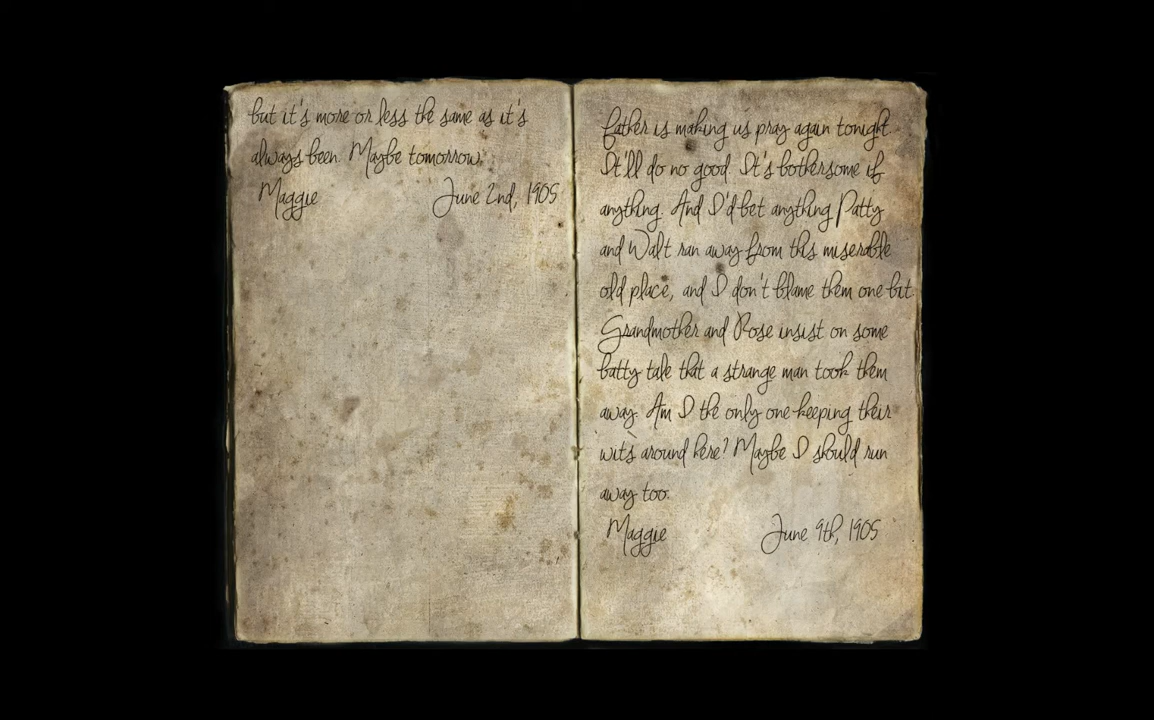 but it's more or less the same as it's
always been. Maybe tomorrow.
Maggie June 2nd, 1905
Father is making us pray again tonight.
It'll do no good. It's bothersome if
anything. And I'd bet anything Patty
and Walt ran away from this miserable
old place, and I don't blame them one bit.
Grandmother and Rose insist on some
batty tale that a strange man took them
away. Am I the only one keeping their
wits around here? Maybe I should run
away too.
Maggie June 9th, 1905